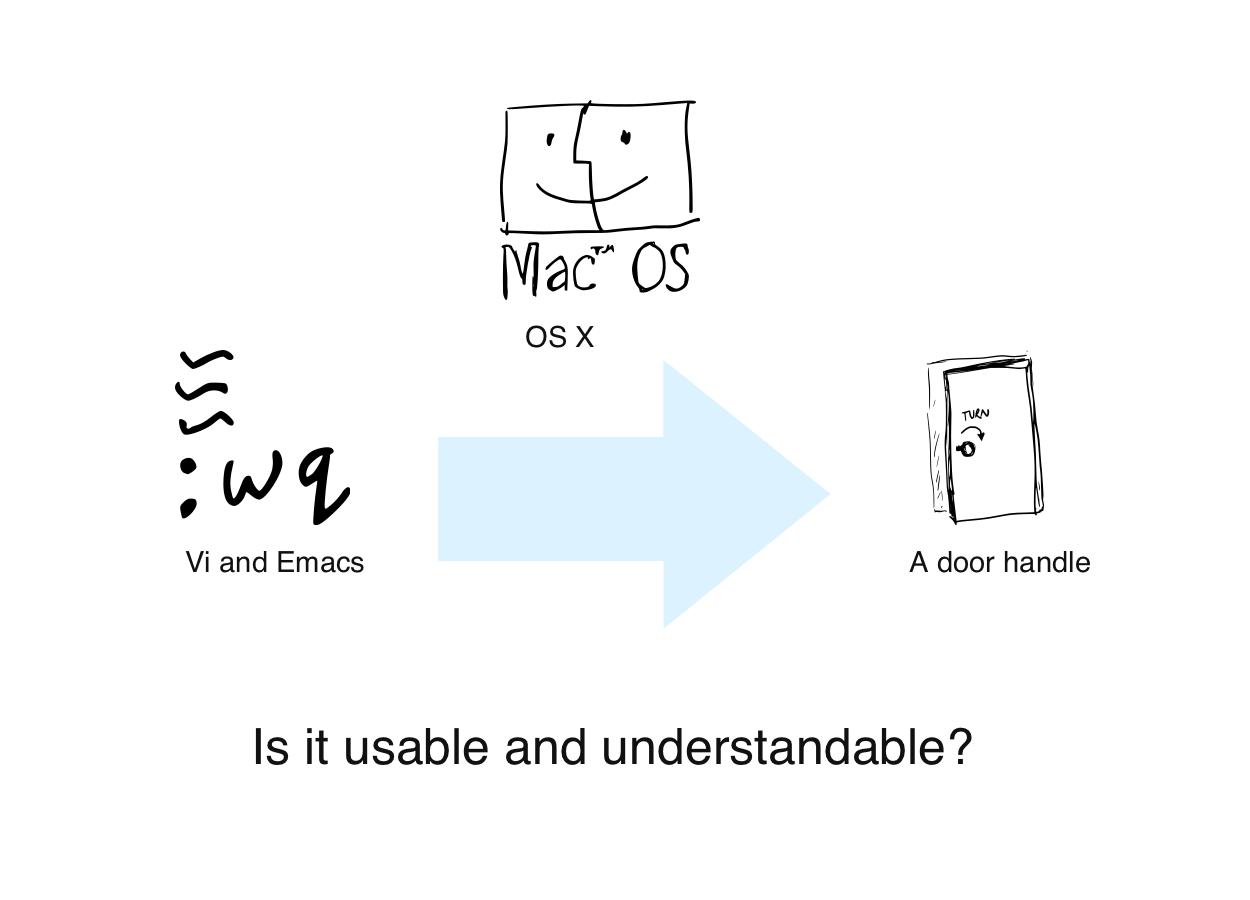 Mac™ OS
OS X
~
~
~
:wq
Vi and Emacs
TURN
A door handle
Is it usable and understandable?